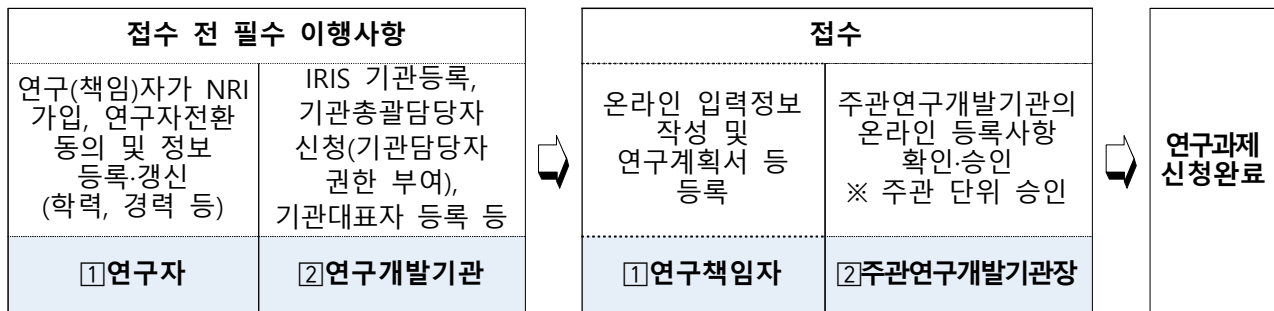 접수 전 필수 이행사항
연구(책임)자가 NRI
가입, 연구자전환
동의 및 정보
등록·갱신
(학력, 경력 등)
1연구자
IRIS 기관등록,
기관총괄담당자
신청(기관담당자
권한 부여),
기관대표자 등록 등
2연구개발기관
접수
온라인 입력정보
작성 및
연구계획서 등
등록
1연구책임자
주관연구개발기관의
온라인 등록사항
확인·승인
※ 주관 단위 승인
2주관연구개발기관장
연구과제
신청완료